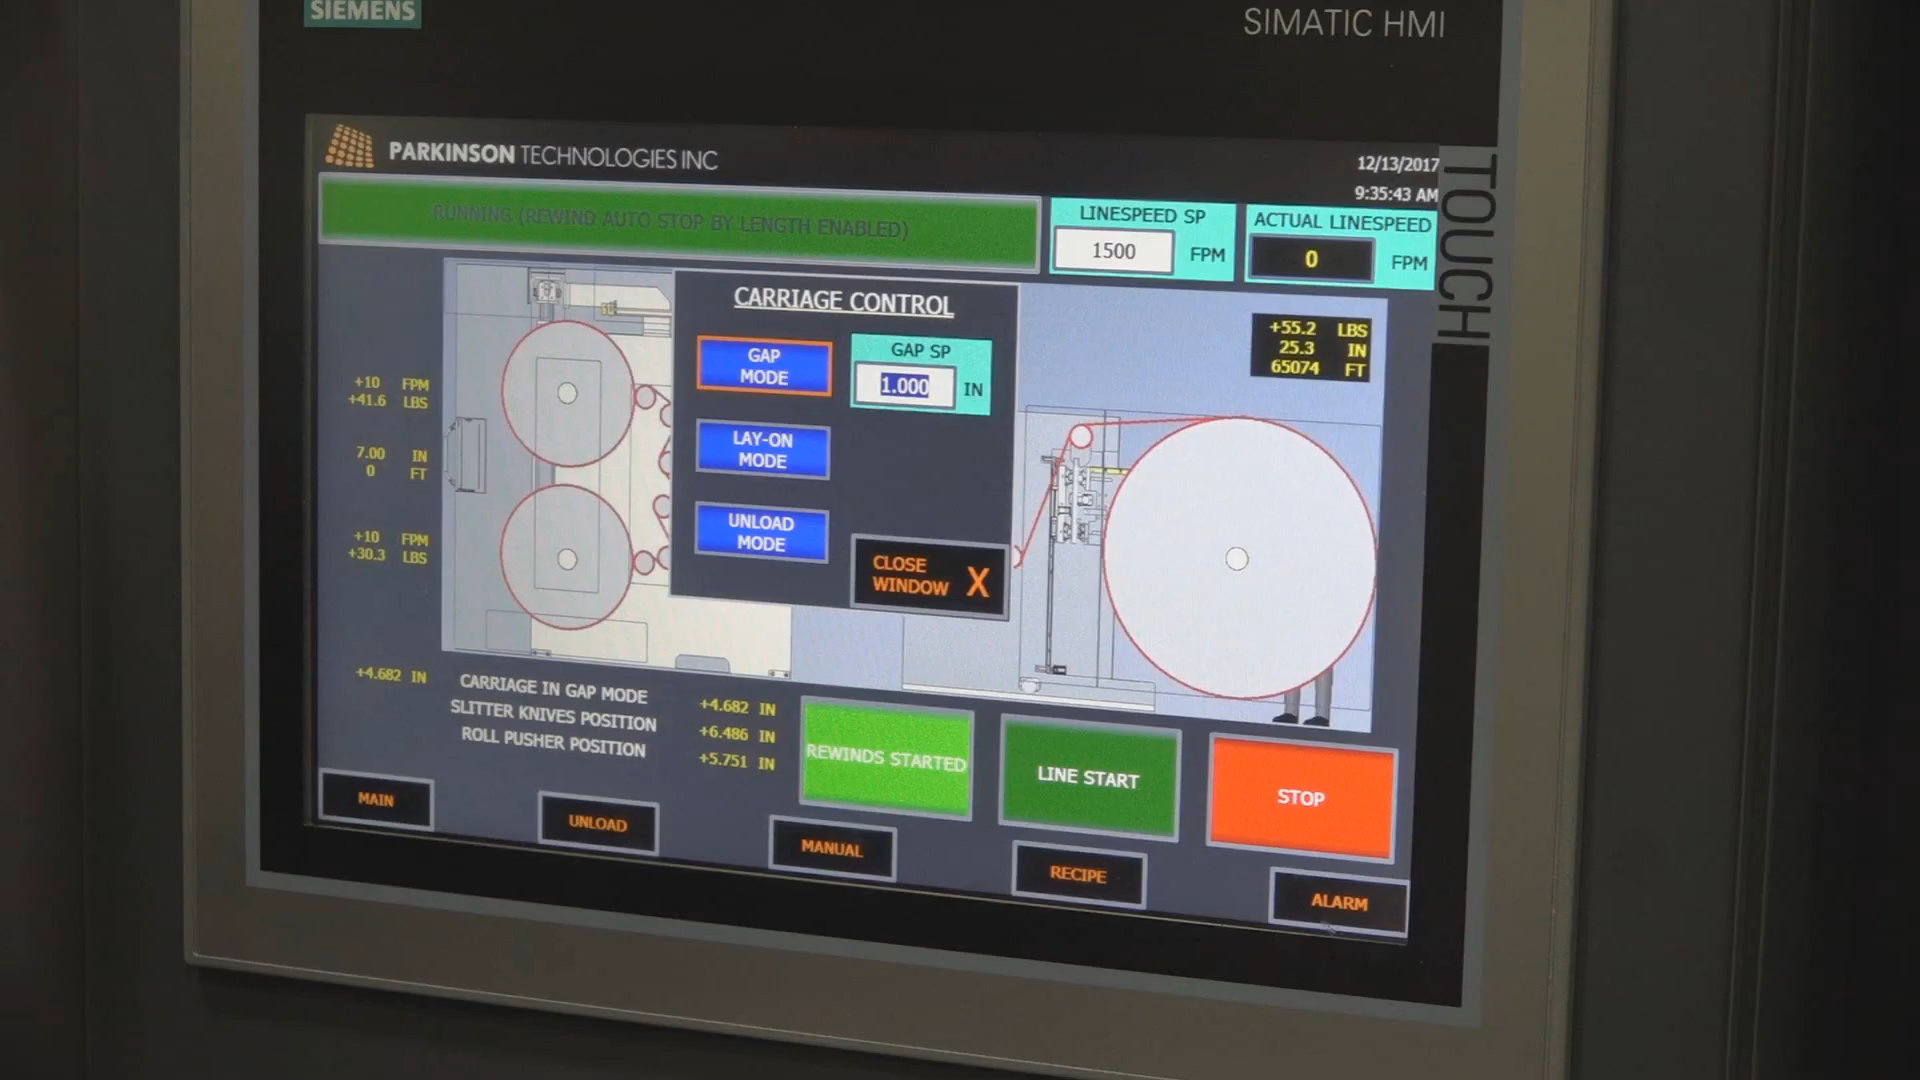 SIEMENS
SIMATIC HMI
TOUCH
PARKINSON TECHNOLOGIES INC
12/13/2017
9:35:43 AM
RUNNING (REWIND AUTO STOP BY LENGTH ENABLED)
LINESPEED SP
1500 FPM
ACTUAL LINESPEED
0 FPM
CARRIAGE CONTROL
GAP
MODE
GAP SP
1.000 IN
LAY-ON
MODE
UNLOAD
MODE
CLOSE
WINDOW X
+55.2 LBS
25.3 IN
65074 FT
+10 FPM
+41.6 LBS
7.00 IN
0 FT
+10 FPM
+30.3 LBS
+4.682 IN
CARRIAGE IN GAP MODE +4.682 IN
SLITTER KNIVES POSITION +6.486 IN
ROLL PUSHER POSITION +5.751 IN
REWINDS STARTED
LINE START
STOP
MAIN
UNLOAD
MANUAL
RECIPE
ALARM